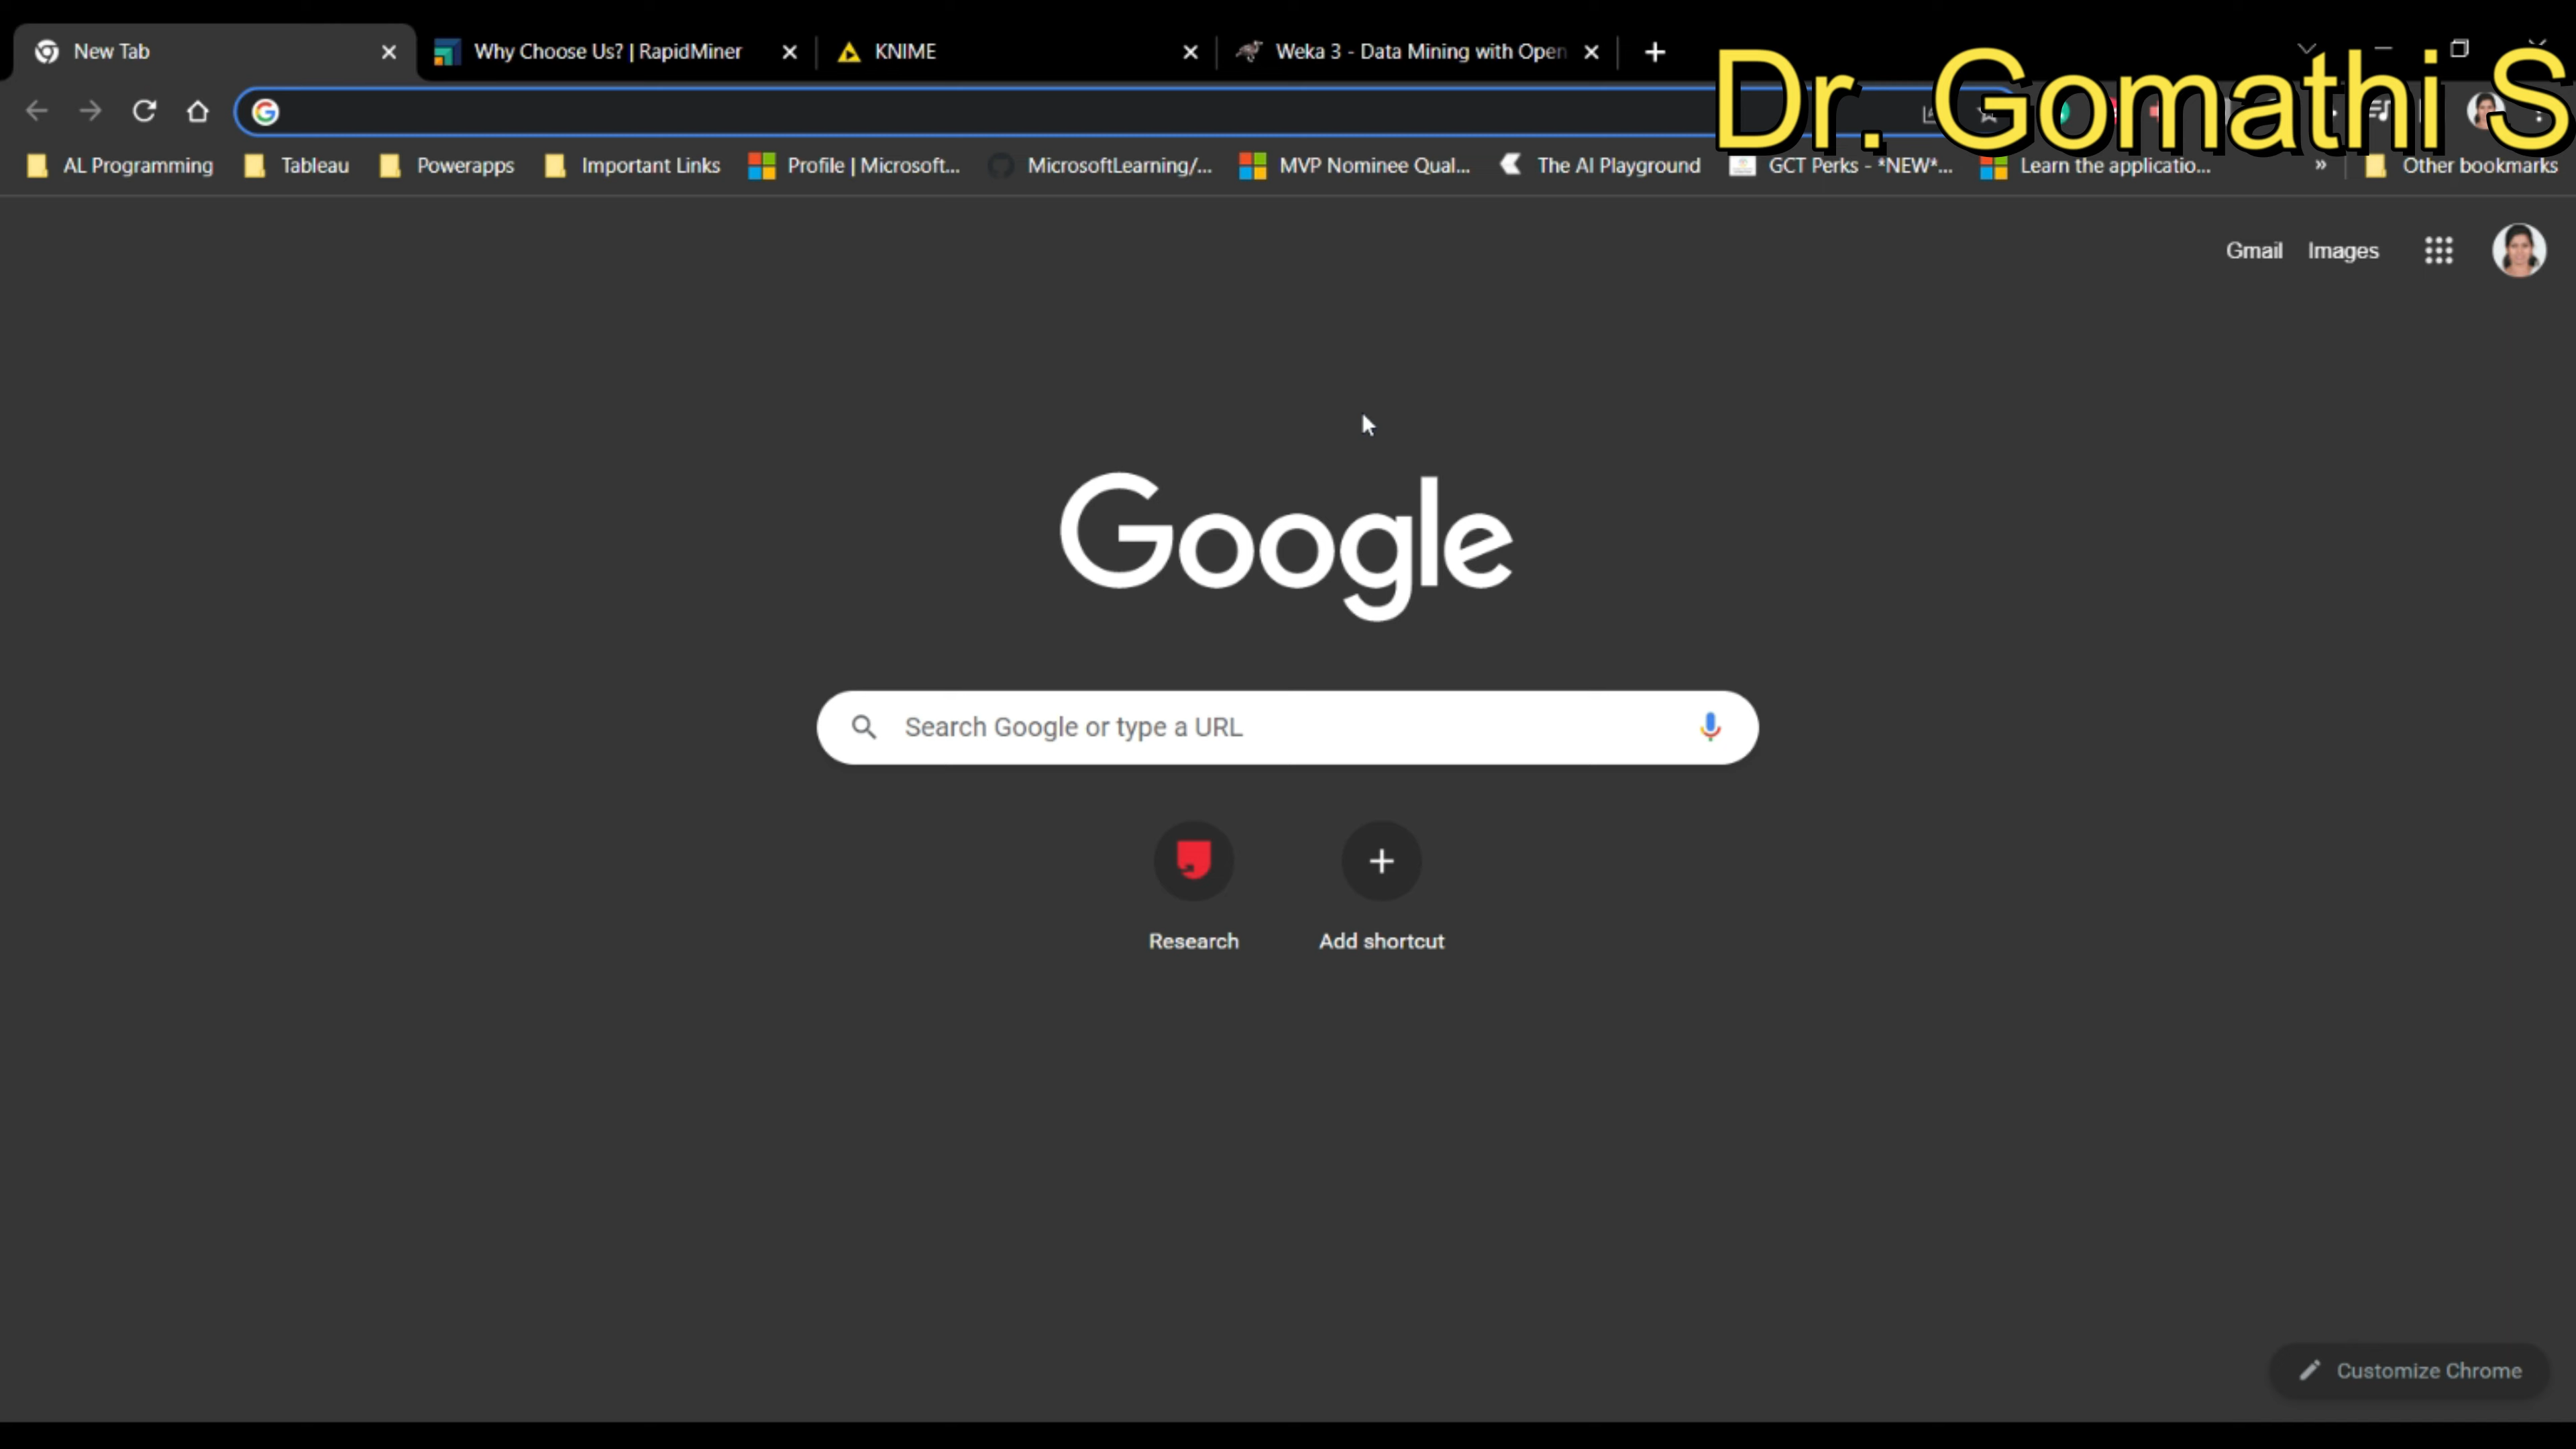 New Tab
Why Choose Us? | RapidMiner
KNIME
Weka 3 - Data Mining with Open
Dr. Gomathi S
AL Programming
Tableau
Powerapps
Important Links
Profile | Microsoft...
MicrosoftLearning/...
MVP Nominee Qual...
The AI Playground
GCT Perks - *NEW*...
Learn the applicatio...
»
Other bookmarks
Gmail
Images
Google
Search Google or type a URL
Research
Add shortcut
Customize Chrome